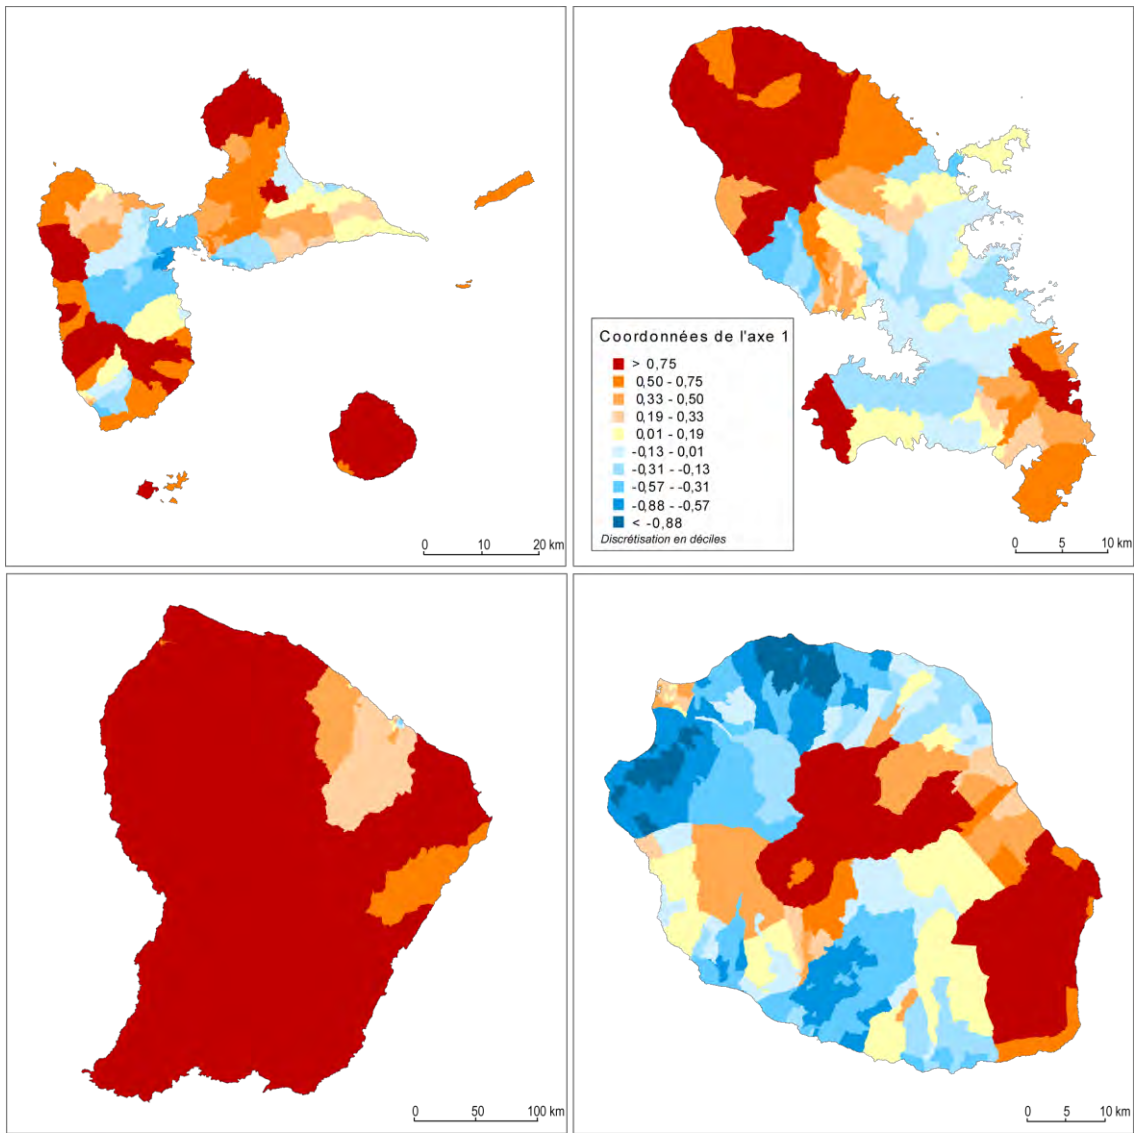 Coordonnées de l'axe 1
> 0,75
0,50 - 0,75
0,33 - 0,50
0,19 - 0,33
0,01 - 0,19
-0,13 - 0,01
-0,31 - -0,13
-0,57 - -0,31
-0,88 - -0,57
< -0,88
Discrétisation en déciles
0 10 20 km
0 5 10 km
0 50 100 km
0 5 10 km